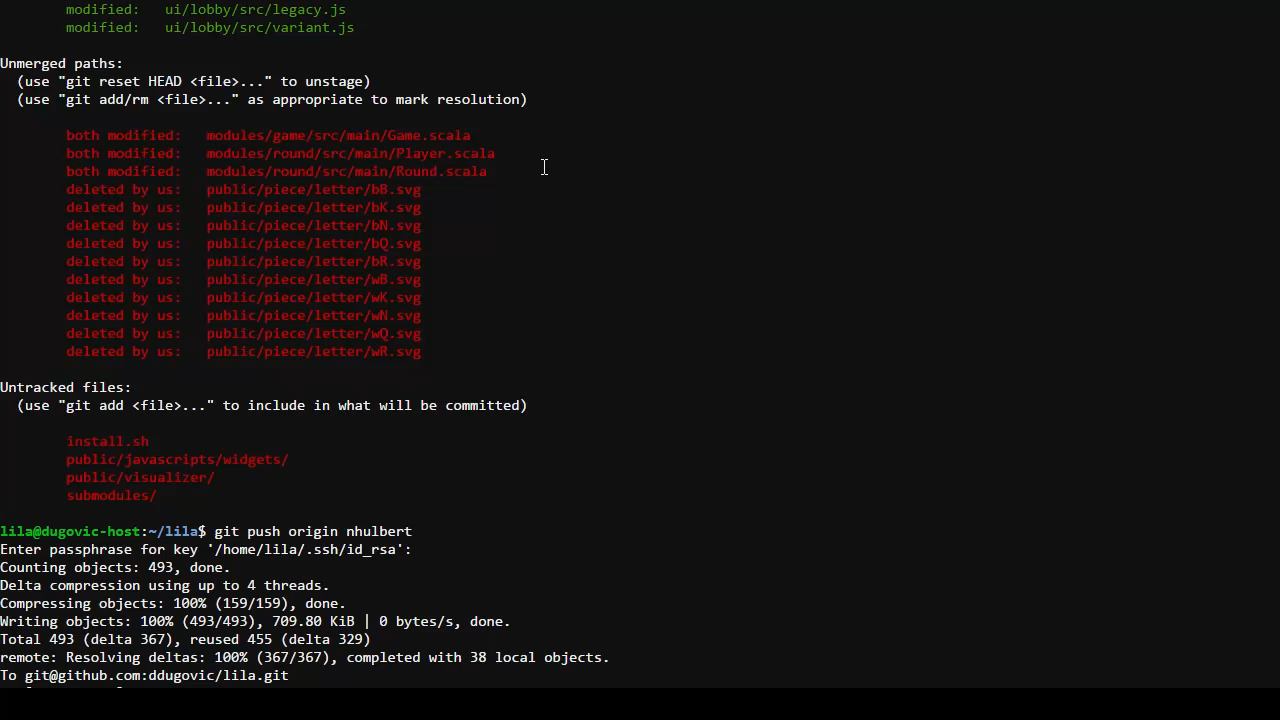 modified:   ui/lobby/src/legacy.js
modified:   ui/lobby/src/variant.js
Unmerged paths:
(use "git reset HEAD <file>..." to unstage)
(use "git add/rm <file>..." as appropriate to mark resolution)
both modified:   modules/game/src/main/Game.scala
both modified:   modules/round/src/main/Player.scala
both modified:   modules/round/src/main/Round.scala
deleted by us:   public/piece/letter/bB.svg
deleted by us:   public/piece/letter/bK.svg
deleted by us:   public/piece/letter/bN.svg
deleted by us:   public/piece/letter/bQ.svg
deleted by us:   public/piece/letter/bR.svg
deleted by us:   public/piece/letter/wB.svg
deleted by us:   public/piece/letter/wK.svg
deleted by us:   public/piece/letter/wN.svg
deleted by us:   public/piece/letter/wQ.svg
deleted by us:   public/piece/letter/wR.svg
Untracked files:
(use "git add <file>..." to include in what will be committed)
install.sh
public/javascripts/widgets/
public/visualizer/
submodules/
lila@dugovic-host:~/lila$ git push origin nhulbert
Enter passphrase for key '/home/lila/.ssh/id_rsa':
Counting objects: 493, done.
Delta compression using up to 4 threads.
Compressing objects: 100% (159/159), done.
Writing objects: 100% (493/493), 709.80 KiB | 0 bytes/s, done.
Total 493 (delta 367), reused 455 (delta 329)
remote: Resolving deltas: 100% (367/367), completed with 38 local objects.
To git@github.com:ddugovic/lila.git